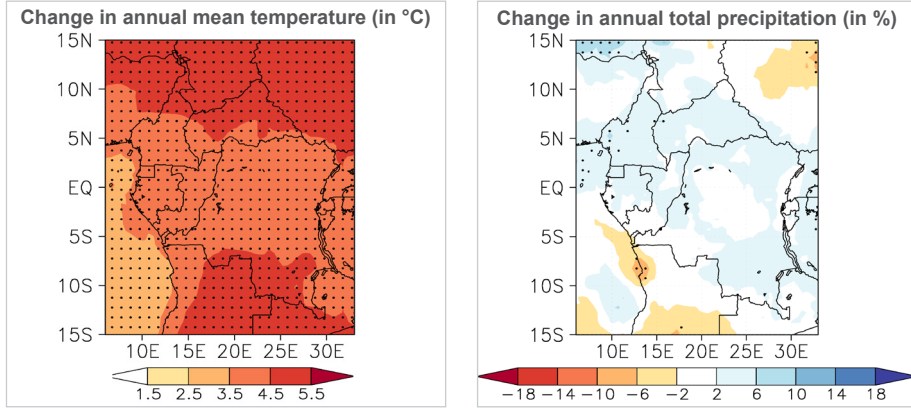 Change in annual mean temperature (in °C)
15N
10N
5N
EQ
5S
10S
15S
10E 15E 20E 25E 30E
1.5 2.5 3.5 4.5 5.5
Change in annual total precipitation (in %)
15N
10N
5N
EQ
5S
10S
15S
10E 15E 20E 25E 30E
−18 −14 −10 −6 −2 2 6 10 14 18